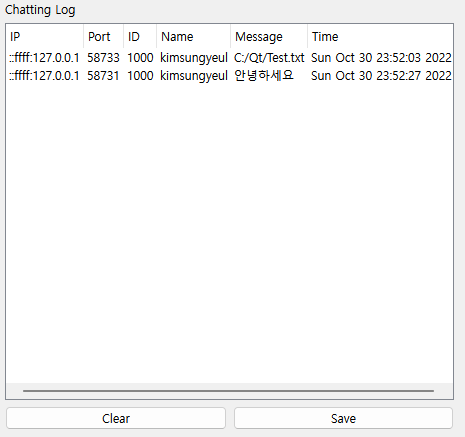 Chatting Log
IP Port ID Name Message Time
::ffff:127.0.0.1 58733 1000 kimsungyeul C:/Qt/Test.txt Sun Oct 30 23:52:03 2022
::ffff:127.0.0.1 58731 1000 kimsungyeul 안녕하세요 Sun Oct 30 23:52:27 2022
Clear Save